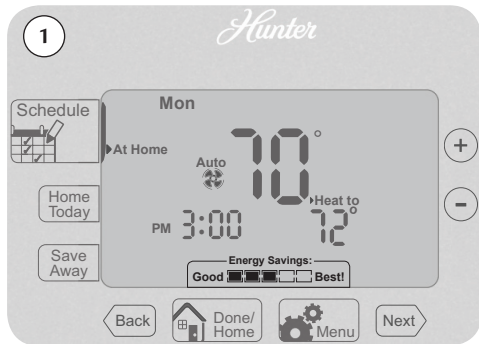 1
Hunter
Schedule
Mon
At Home
Auto
70°
+
Heat to
72°
Home
Today
PM 3:00
-
Save
Away
Energy Savings:
Good Best!
Back
Done/
Home
Menu
Next